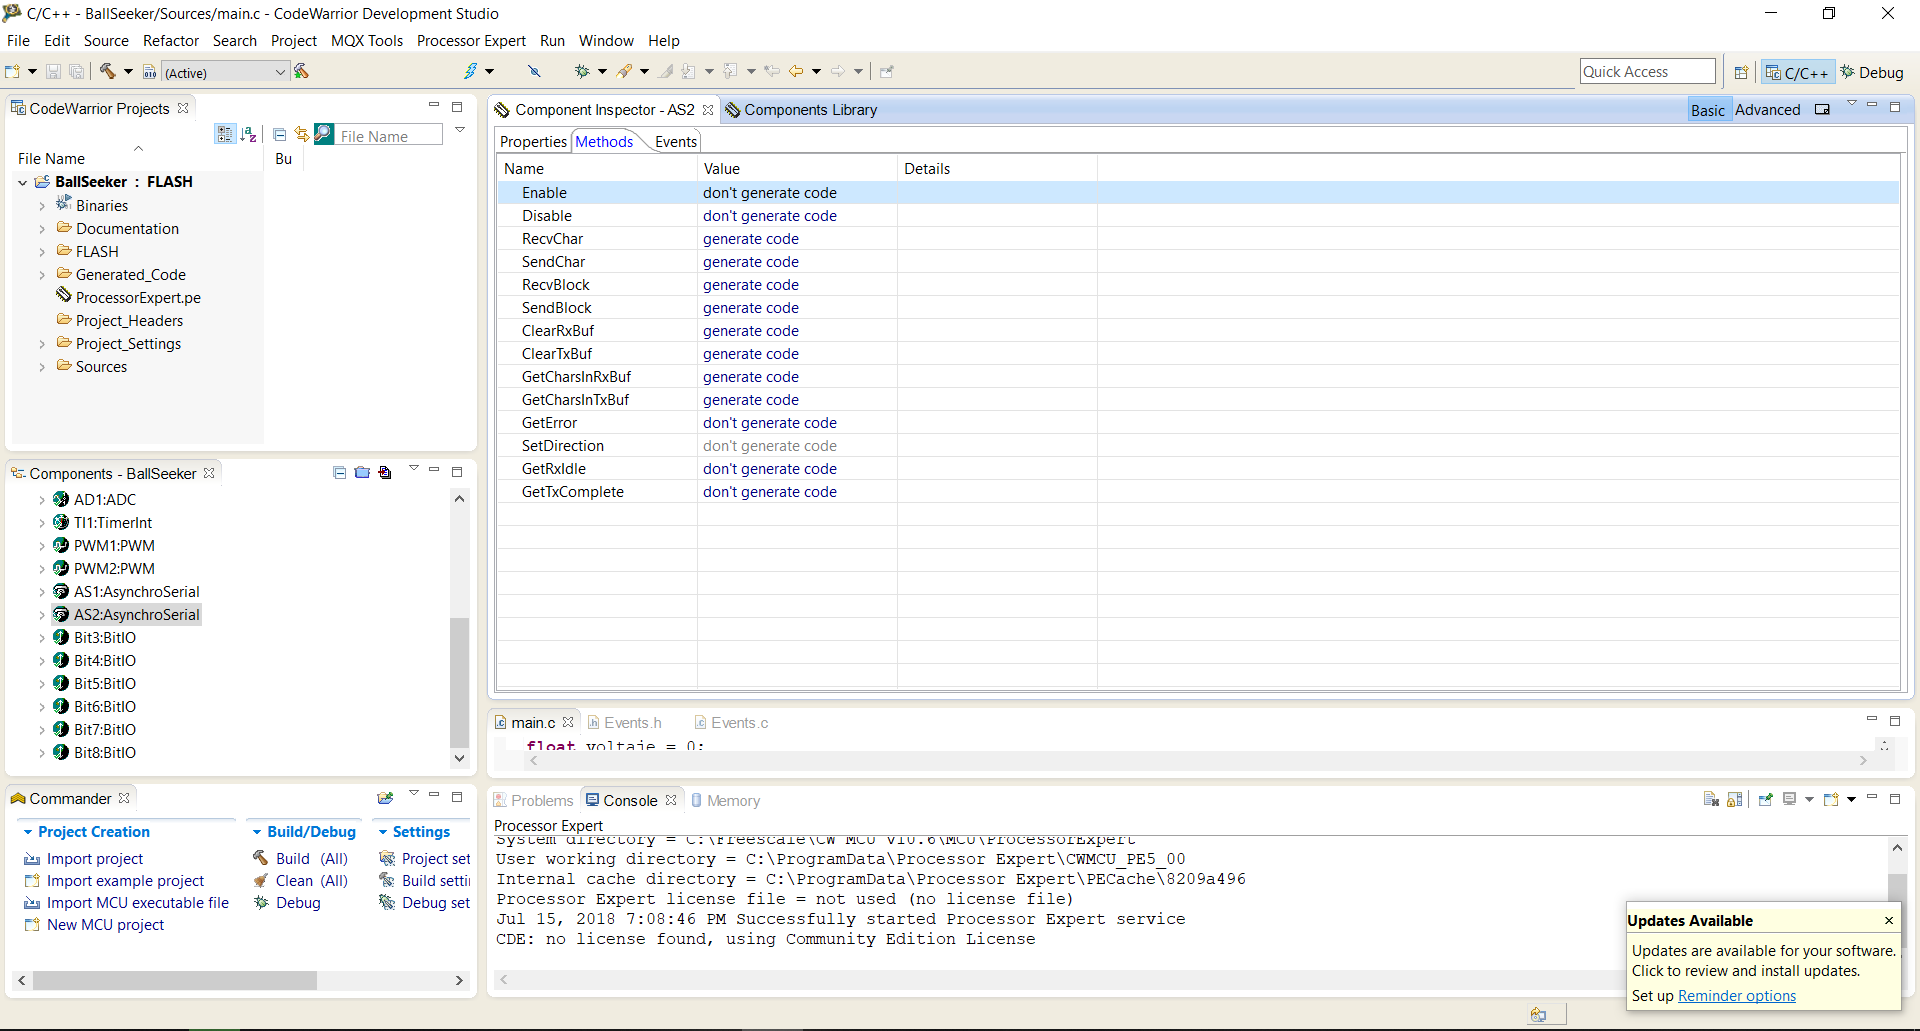 C/C++ - BallSeeker/Sources/main.c - CodeWarrior Development Studio
File Edit Source Refactor Search Project MQX Tools Processor Expert Run Window Help
(Active)
Quick Access
C/C++
Debug
CodeWarrior Projects
File Name
File Name Bu
BallSeeker : FLASH
Binaries
Documentation
FLASH
Generated_Code
ProcessorExpert.pe
Project_Headers
Project_Settings
Sources
Components - BallSeeker
AD1:ADC
TI1:TimerInt
PWM1:PWM
PWM2:PWM
AS1:AsynchroSerial
AS2:AsynchroSerial
Bit3:BitIO
Bit4:BitIO
Bit5:BitIO
Bit6:BitIO
Bit7:BitIO
Bit8:BitIO
Commander
Project Creation
Import project
Import example project
Import MCU executable file
New MCU project
Build/Debug
Build (All)
Clean (All)
Debug
Settings
Project set
Build setti
Debug set
Component Inspector - AS2 Components Library
Basic Advanced
Properties Methods Events
Name Value Details
Enable don't generate code
Disable don't generate code
RecvChar generate code
SendChar generate code
RecvBlock generate code
SendBlock generate code
ClearRxBuf generate code
ClearTxBuf generate code
GetCharsInRxBuf generate code
GetCharsInTxBuf generate code
GetError don't generate code
SetDirection don't generate code
GetRxIdle don't generate code
GetTxComplete don't generate code
main.c Events.h Events.c
float voltaje = 0;
Problems Console Memory
Processor Expert
System directory = C:\Freescale\CW MCU v10.6\MCU\ProcessorExpert
User working directory = C:\ProgramData\Processor Expert\CWMCU_PE5_00
Internal cache directory = C:\ProgramData\Processor Expert\PECache\8209a496
Processor Expert license file = not used (no license file)
Jul 15, 2018 7:08:46 PM Successfully started Processor Expert service
CDE: no license found, using Community Edition License
Updates Available
Updates are available for your software.
Click to review and install updates.
Set up Reminder options